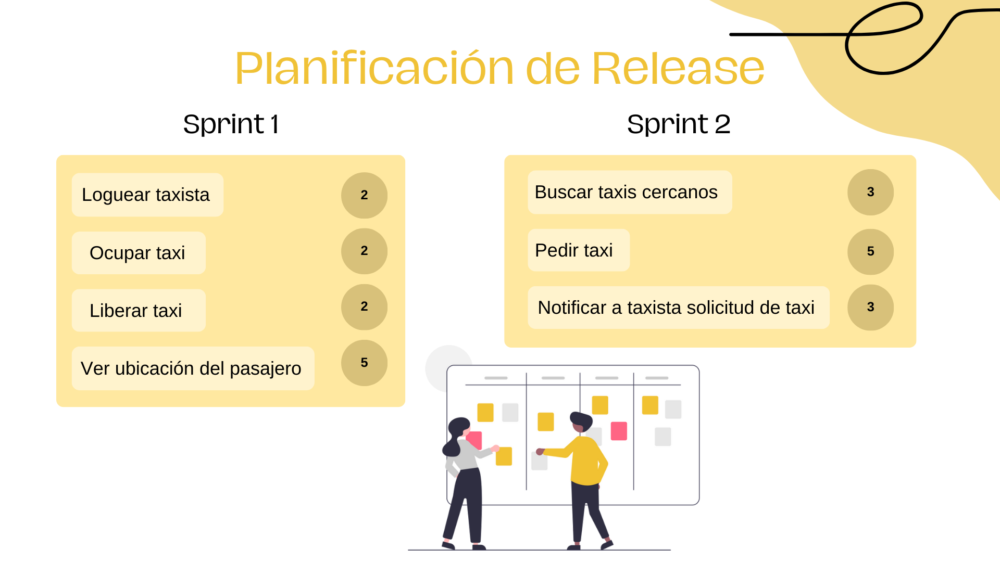 Planificación de Release
Sprint 1
Loguear taxista 2
Ocupar taxi 2
Liberar taxi 2
Ver ubicación del pasajero 5
Sprint 2
Buscar taxis cercanos 3
Pedir taxi 5
Notificar a taxista solicitud de taxi 3